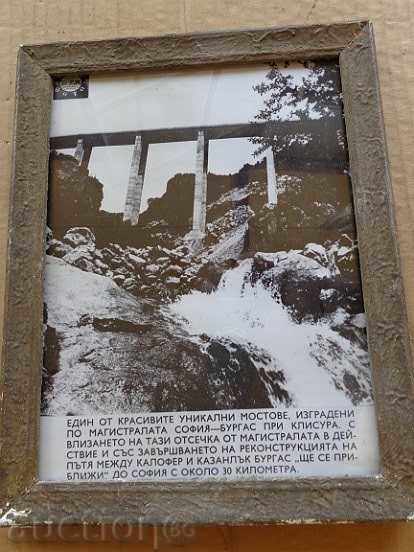 ЕДИН ОТ КРАСИВИТЕ УНИКАЛНИ МОСТОВЕ, ИЗГРАДЕНИ
ПО МАГИСТРАЛАТА СОФИЯ—БУРГАС ПРИ КЛИСУРА. С
ВЛИЗАНЕТО НА ТАЗИ ОТСЕЧКА ОТ МАГИСТРАЛАТА В ДЕЙ-
СТВИЕ И СЪС ЗАВЪРШВАНЕТО НА РЕКОНСТРУКЦИЯТА НА
ПЪТЯ МЕЖДУ КАЛОФЕР И КАЗАНЛЪК БУРГАС „ЩЕ СЕ ПРИ-
БЛИЖИ“ ДО СОФИЯ С ОКОЛО 30 КИЛОМЕТРА.
auction.bg